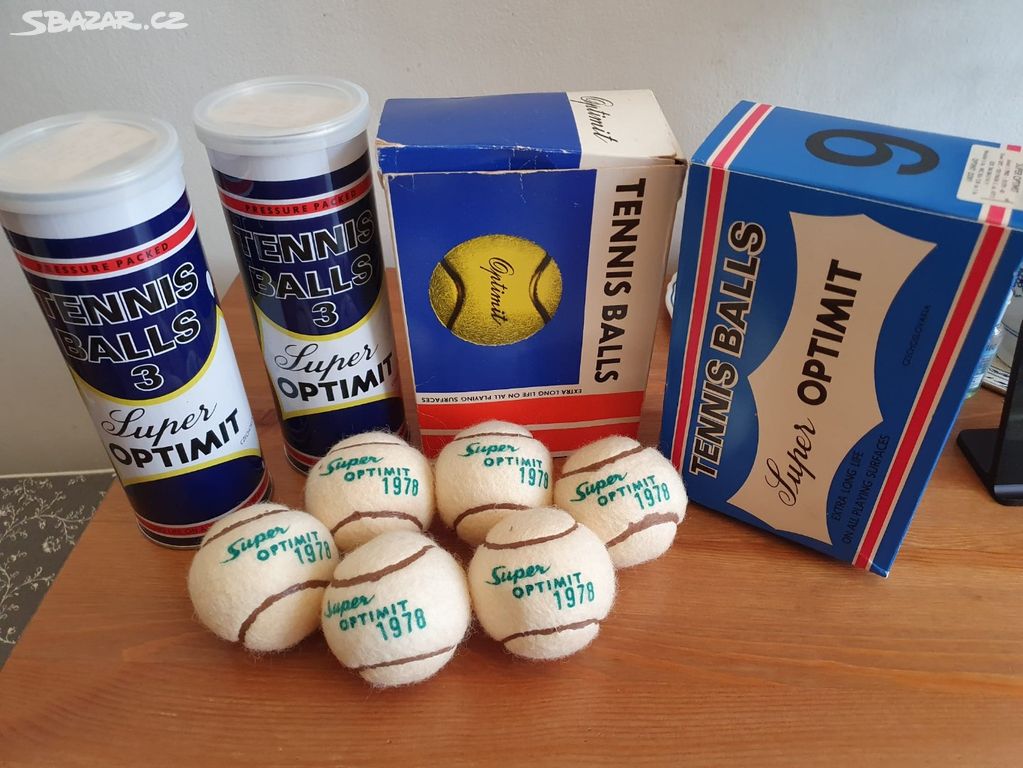 SBAZAR.CZ
PRESSURE PACKED
TENNIS
BALLS
3
Super
OPTIMIT
PRESSURE PACKED
TENNIS
BALLS
3
Super
OPTIMIT
Optimit
Optimit
TENNIS BALLS
EXTRA LONG LIFE ON ALL PLAYING SURFACES
6
TENNIS BALLS
Super OPTIMIT
CZECHOSLOVAKIA
EXTRA LONG LIFE
ON ALL PLAYING SURFACES
Super
OPTIMIT
1978
Super
OPTIMIT
1978
Super
OPTIMIT
1978
Super
OPTIMIT
1978
Super
OPTIMIT
1978
Super
OPTIMIT
1978